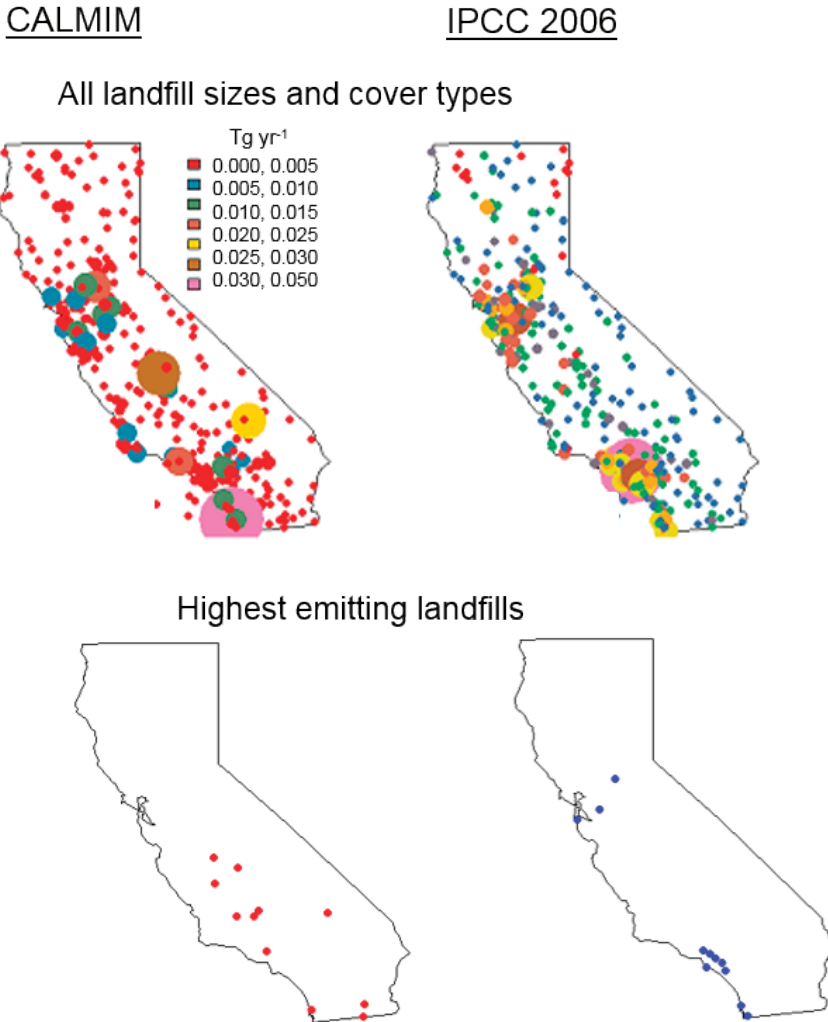 CALMIM
IPCC 2006
All landfill sizes and cover types
Tg yr-1
0.000, 0.005
0.005, 0.010
0.010, 0.015
0.020, 0.025
0.025, 0.030
0.030, 0.050
Highest emitting landfills